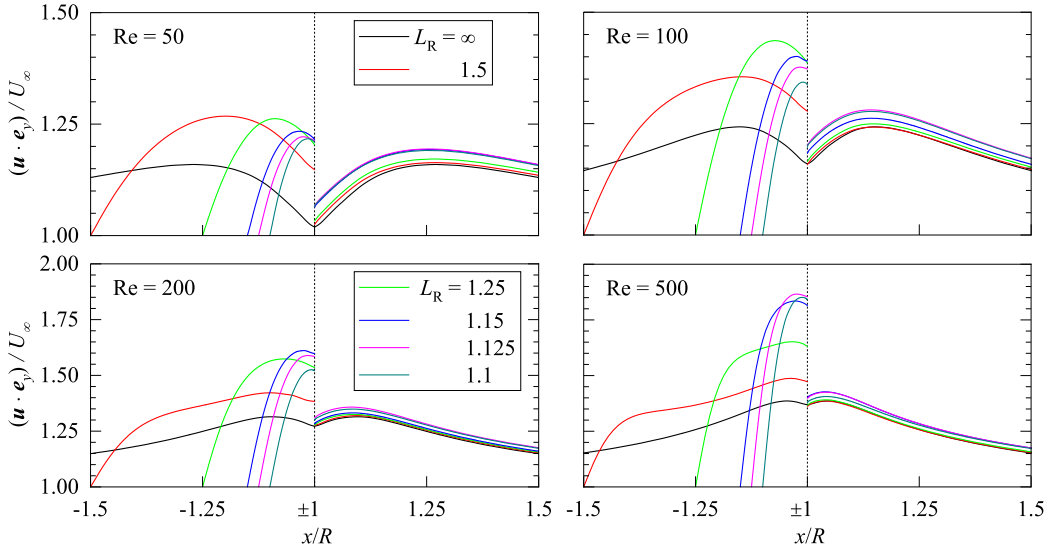 1.50
1.25
1.00
(u · e_y) / U_∞
Re = 50
L_R = ∞
1.5
Re = 100
2.00
1.75
1.50
1.25
1.00
(u · e_y) / U_∞
Re = 200
L_R = 1.25
1.15
1.125
1.1
Re = 500
-1.5 -1.25 ±1 1.25 1.5
-1.5 -1.25 ±1 1.25 1.5
x/R
x/R